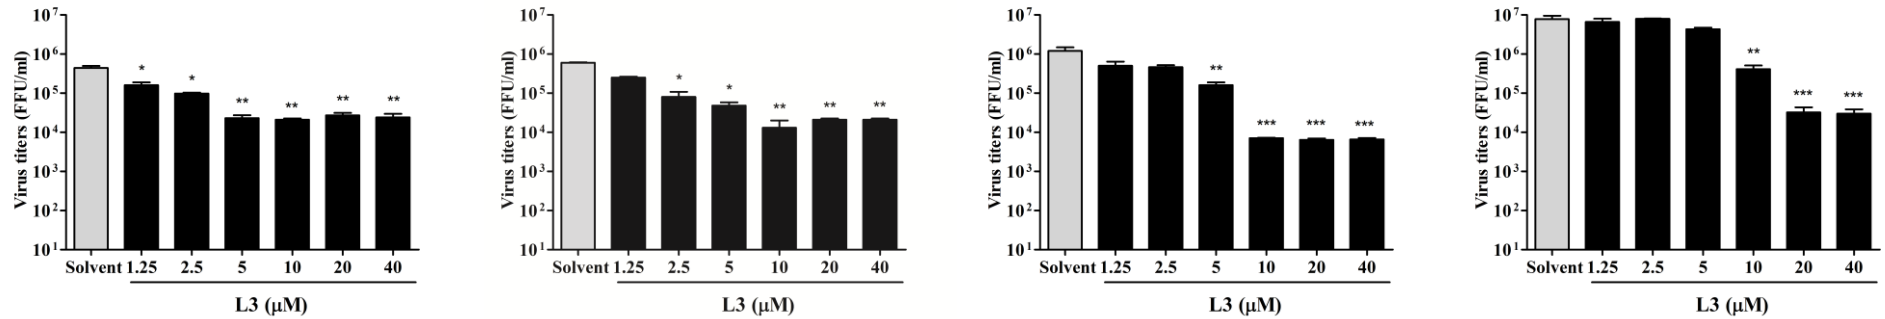 Virus titers (FFU/ml)
10⁷
10⁶
10⁵
10⁴
10³
10²
10¹
* * ** ** ** **
Solvent 1.25 2.5 5 10 20 40
L3 (μM)
Virus titers (FFU/ml)
10⁷
10⁶
10⁵
10⁴
10³
10²
10¹
* * ** ** **
Solvent 1.25 2.5 5 10 20 40
L3 (μM)
Virus titers (FFU/ml)
10⁷
10⁶
10⁵
10⁴
10³
10²
10¹
** *** *** ***
Solvent 1.25 2.5 5 10 20 40
L3 (μM)
Virus titers (FFU/ml)
10⁷
10⁶
10⁵
10⁴
10³
10²
10¹
** *** ***
Solvent 1.25 2.5 5 10 20 40
L3 (μM)